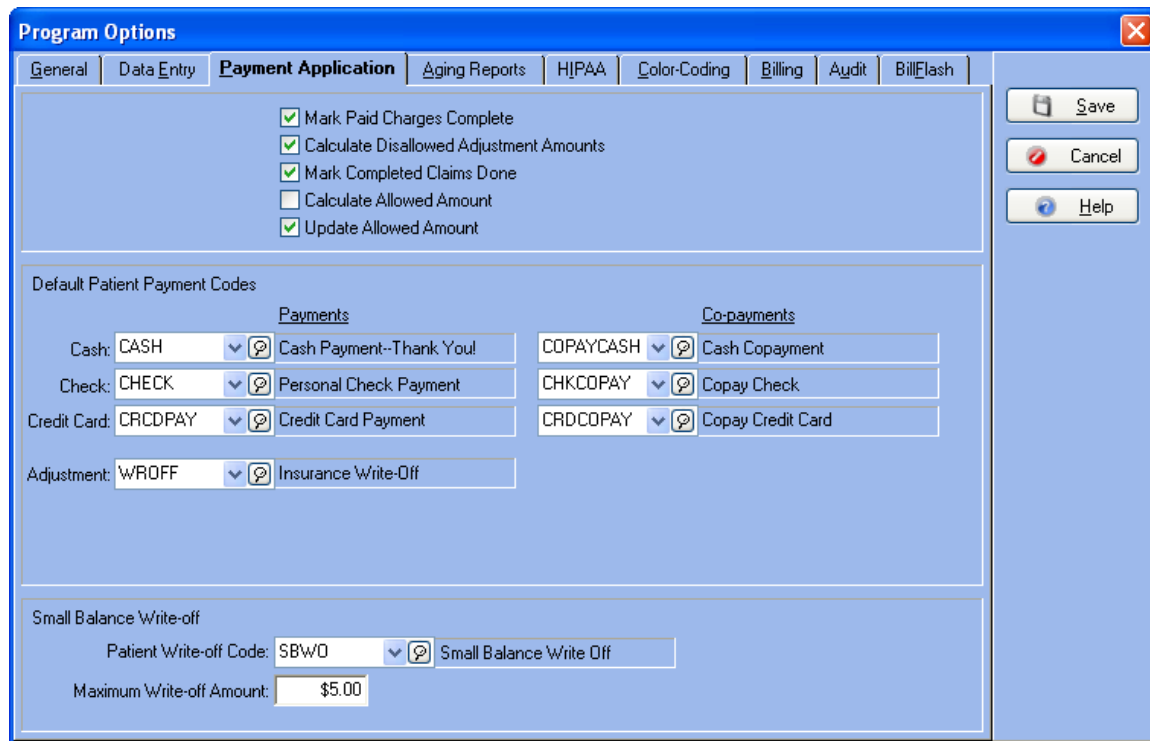 Program Options
General Data Entry Payment Application Aging Reports HIPAA Color-Coding Billing Audit BillFlash
Save
Cancel
Help
Mark Paid Charges Complete
Calculate Disallowed Adjustment Amounts
Mark Completed Claims Done
Calculate Allowed Amount
Update Allowed Amount
Default Patient Payment Codes
Payments Co-payments
Cash: CASH Cash Payment--Thank You! COPAYCASH Cash Copayment
Check: CHECK Personal Check Payment CHKCOPAY Copay Check
Credit Card: CRCDPAY Credit Card Payment CRDCOPAY Copay Credit Card
Adjustment: WROFF Insurance Write-Off
Small Balance Write-off
Patient Write-off Code: SBWO Small Balance Write Off
Maximum Write-off Amount: $5.00